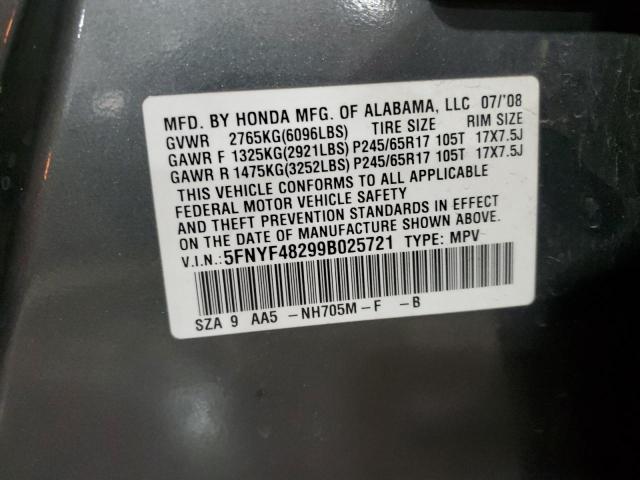 MFD. BY HONDA MFG. OF ALABAMA, LLC 07/'08
GVWR 2765KG(6096LBS) TIRE SIZE RIM SIZE
GAWR F 1325KG(2921LBS) P245/65R17 105T 17X7.5J
GAWR R 1475KG(3252LBS) P245/65R17 105T 17X7.5J
THIS VEHICLE CONFORMS TO ALL APPLICABLE
FEDERAL MOTOR VEHICLE SAFETY
AND THEFT PREVENTION STANDARDS IN EFFECT
ON THE DATE OF MANUFACTURE SHOWN ABOVE.
V.I.N.: 5FNYF48299B025721 TYPE: MPV
SZA 9 AA5 -NH705M-F -B